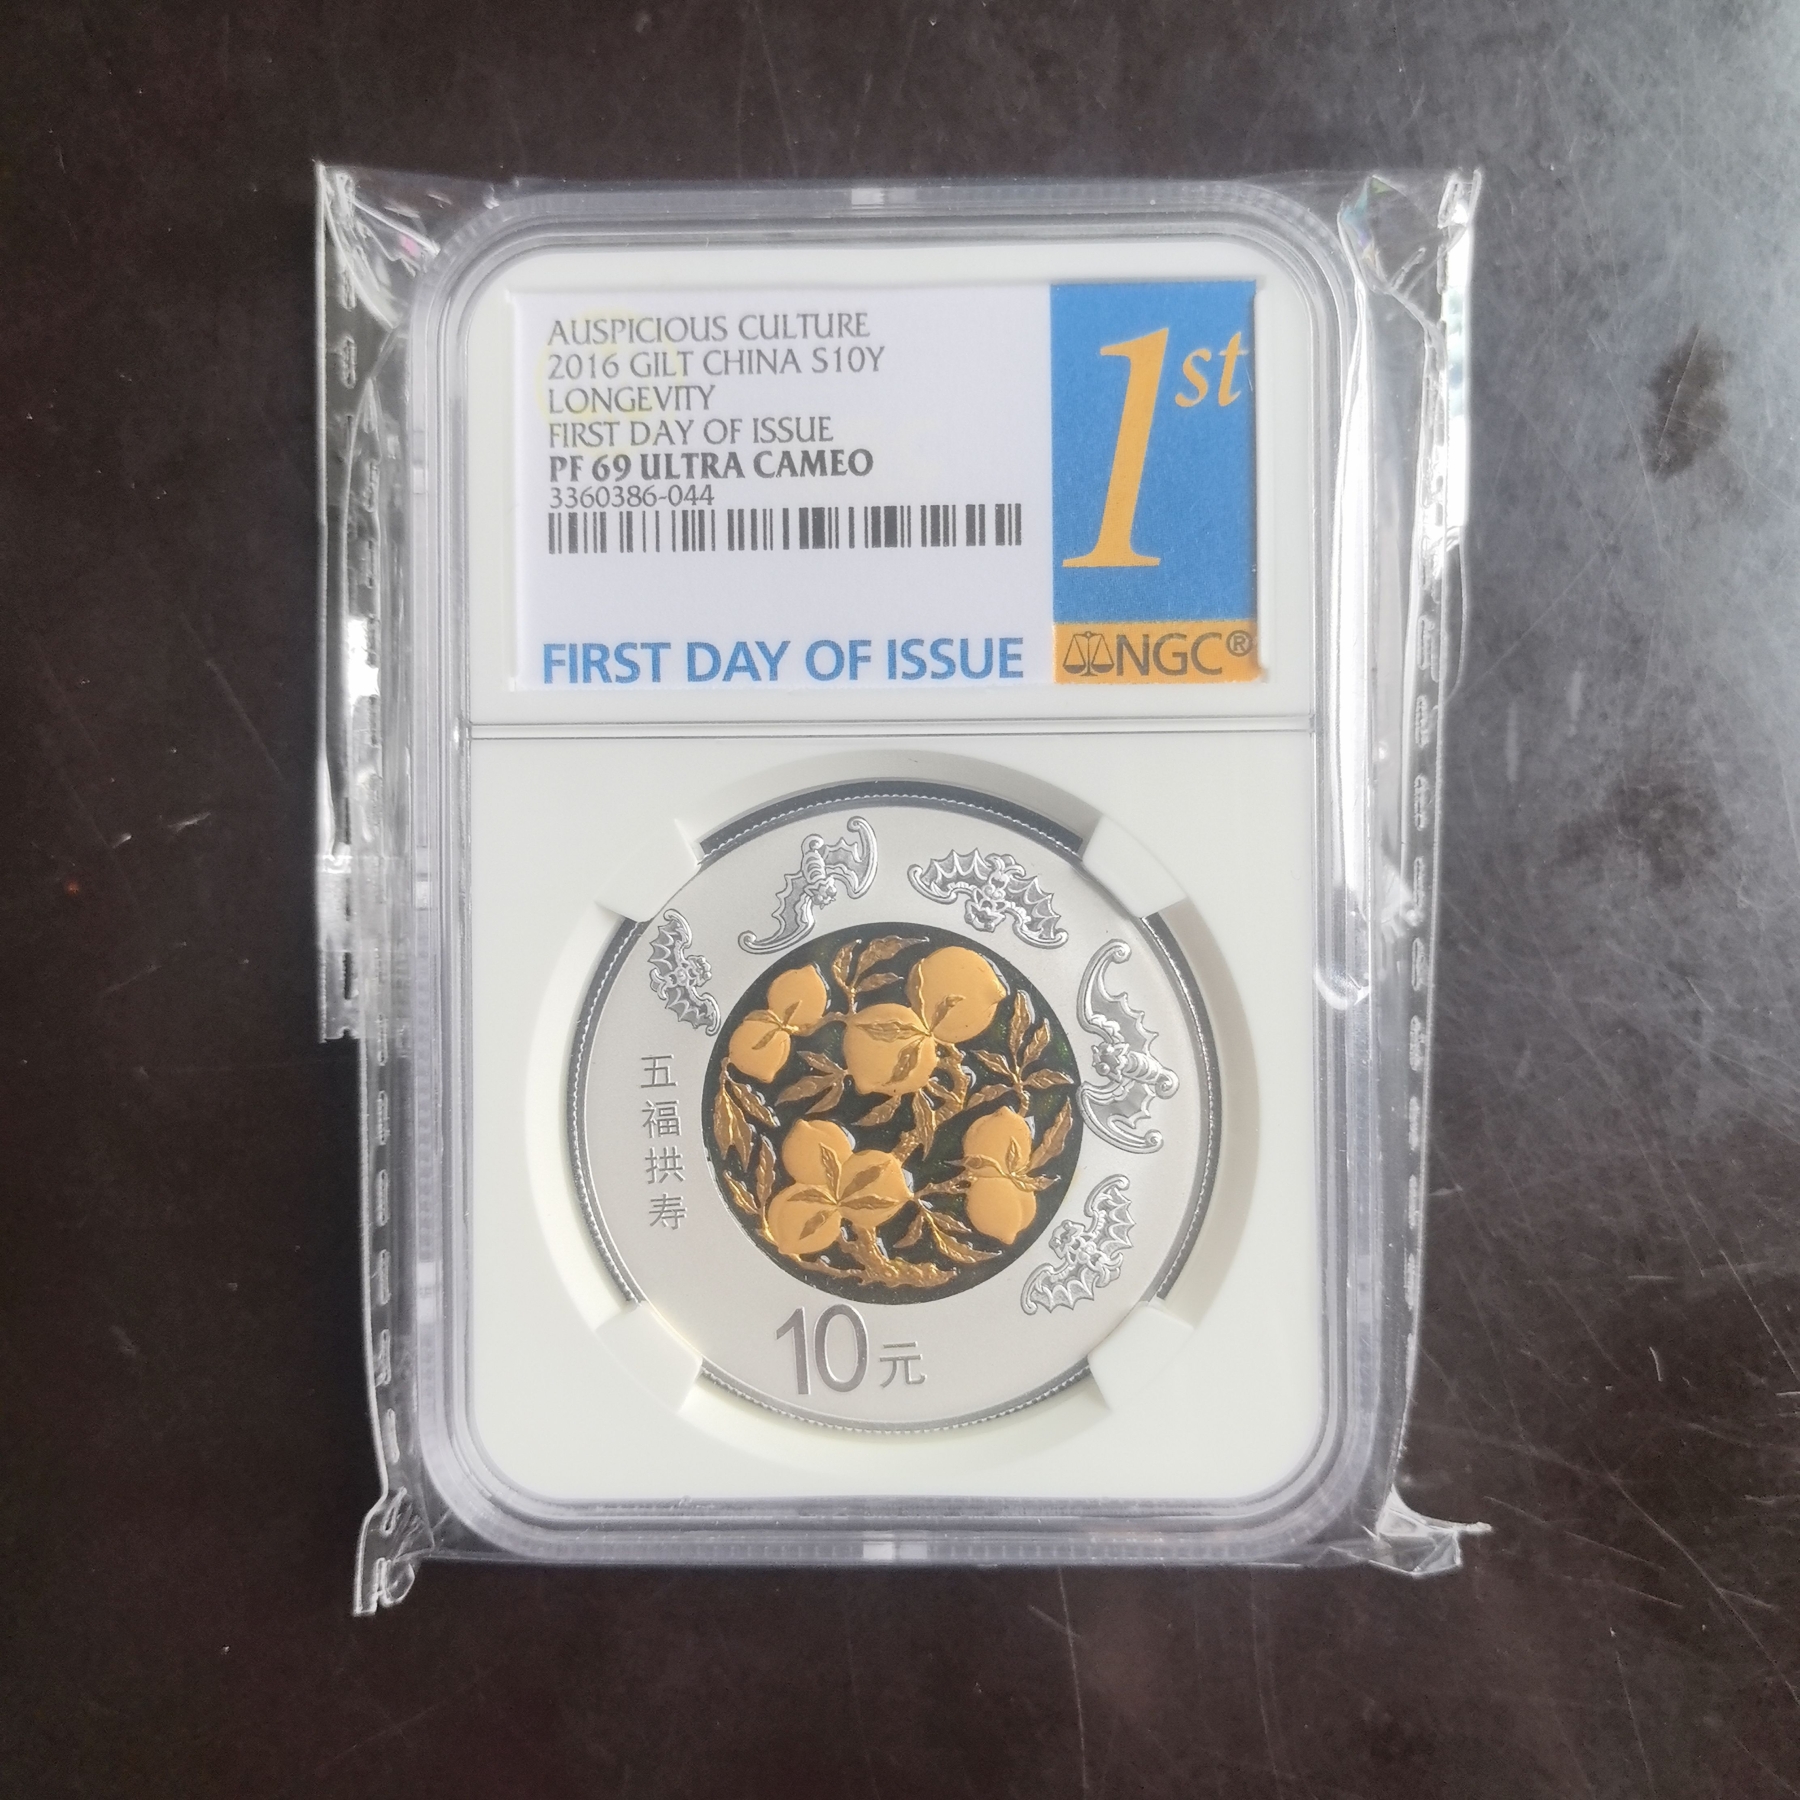 AUSPICIOUS CULTURE
2016 GILT CHINA S10Y
LONGEVITY
FIRST DAY OF ISSUE
PF 69 ULTRA CAMEO
3360386-044
FIRST DAY OF ISSUE
1st
NGC®
五福拱寿
10元